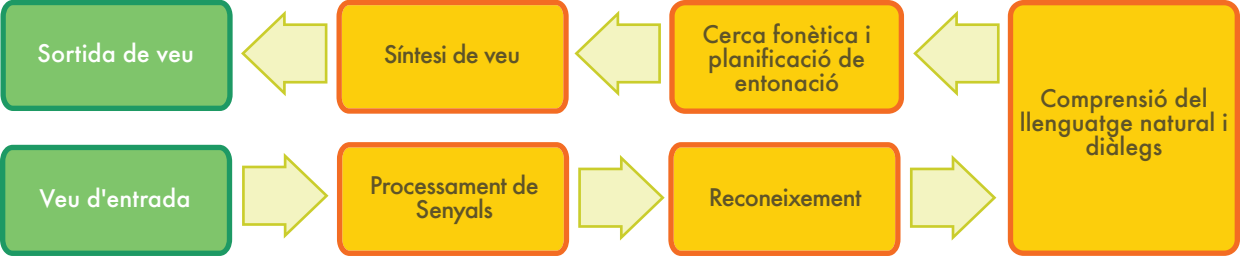 Sortida de veu
Síntesi de veu
Cerca fonètica i
planificació de
entonació
Comprensió del
llenguatge natural i
diàlegs
Veu d'entrada
Processament de
Senyals
Reconeixement